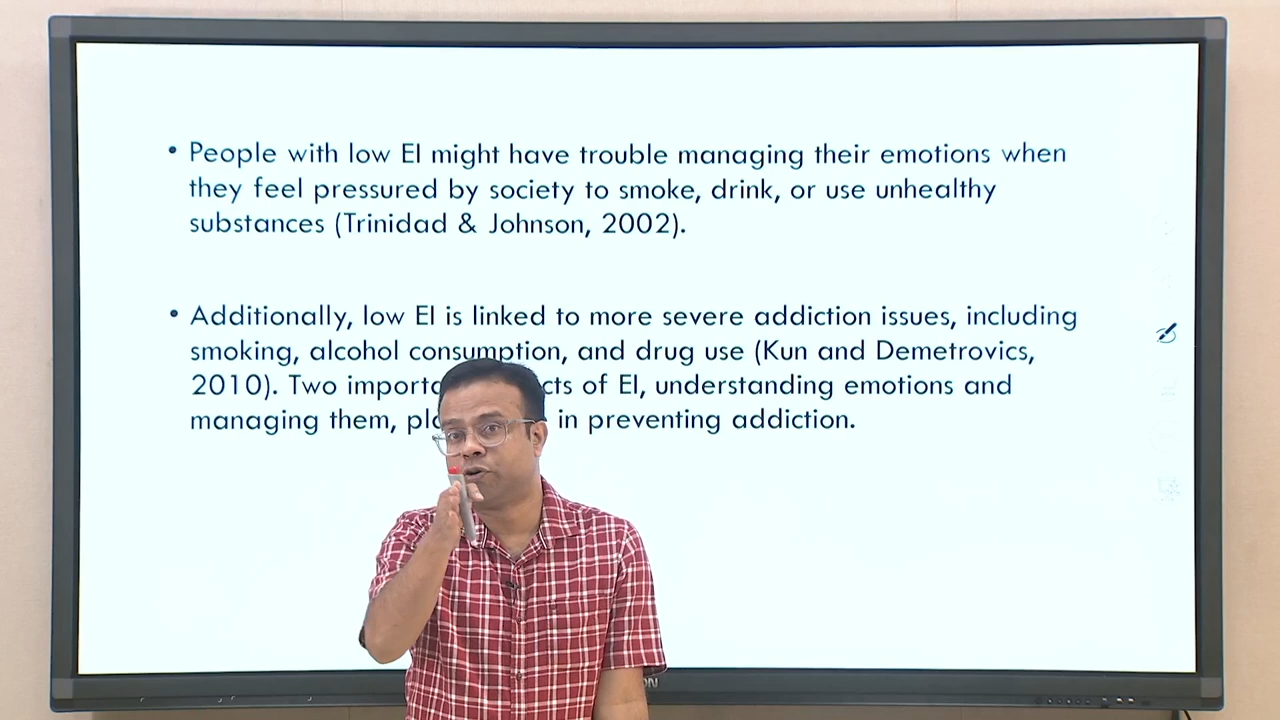 • People with low EI might have trouble managing their emotions when
they feel pressured by society to smoke, drink, or use unhealthy
substances (Trinidad & Johnson, 2002).
• Additionally, low EI is linked to more severe addiction issues, including
smoking, alcohol consumption, and drug use (Kun and Demetrovics,
2010). Two of EI, understanding emotions and
managing them, in preventing addiction.